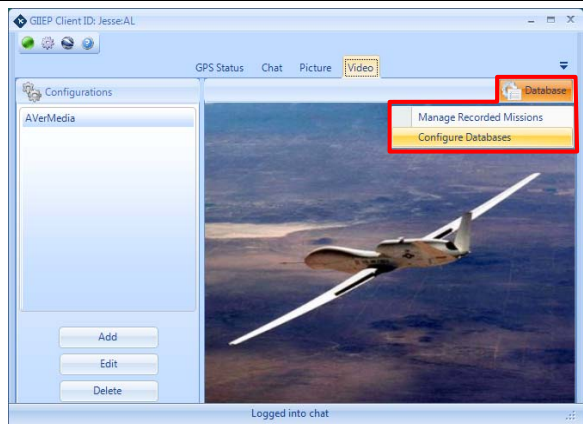 GIIEP Client ID: Jesse:AL
GPS Status Chat Picture Video
Configurations
Database
AVerMedia
Manage Recorded Missions
Configure Databases
Add
Edit
Delete
Logged into chat